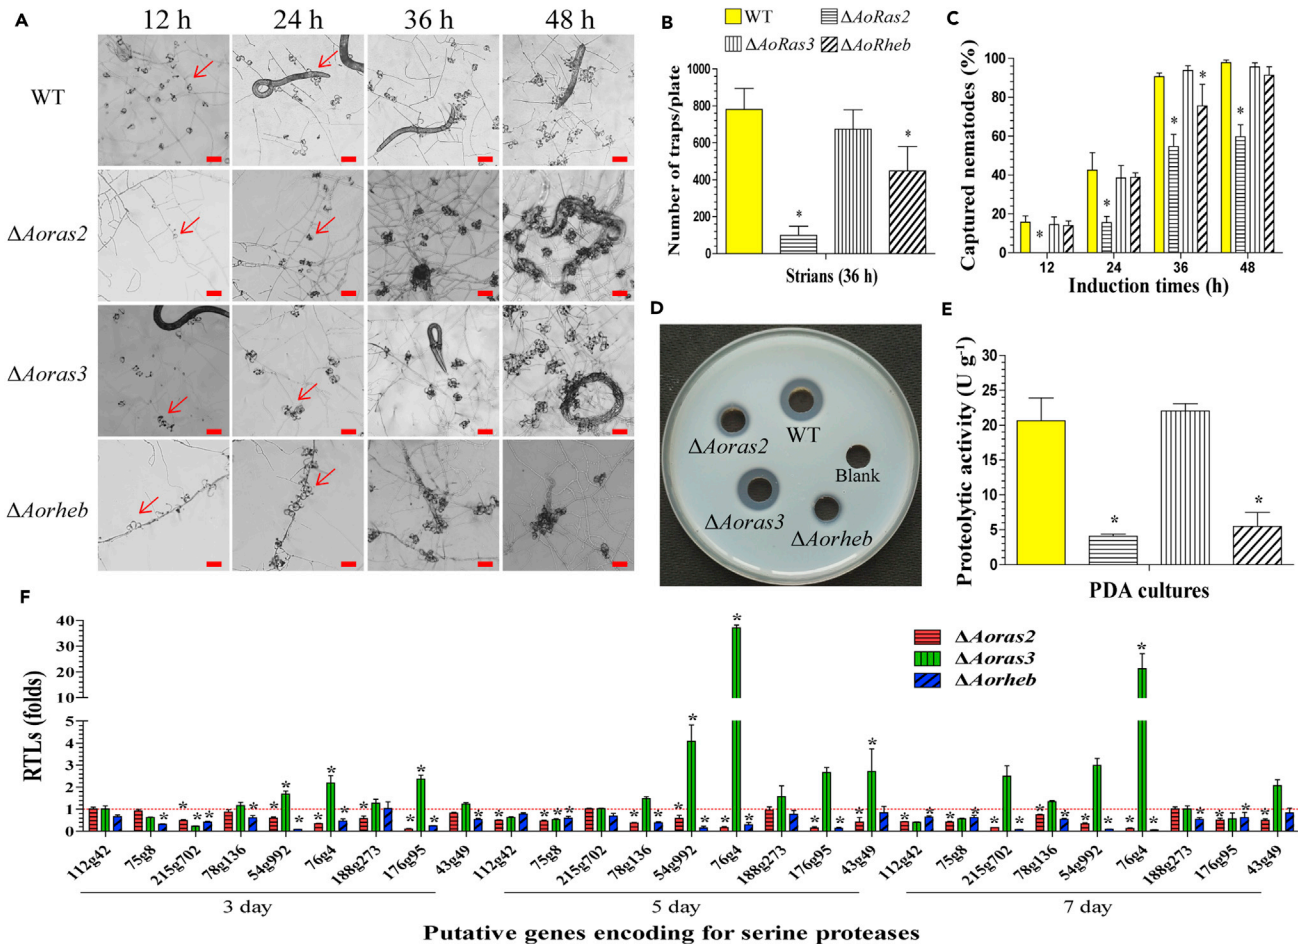 A
12 h
24 h
36 h
48 h
WT
ΔAoras2
ΔAoras3
ΔAorheb
B
WT
ΔAoRas2
ΔAoRas3
ΔAoRheb
Number of traps/plate
1000
800
600
400
200
0
*
*
Strians (36 h)
C
Captured nematodes (%)
100
80
60
40
20
0
*
*
*
*
*
12
24
36
48
Induction times (h)
D
ΔAoras2
WT
Blank
ΔAoras3
ΔAorheb
E
Proteolytic activity (U g-1)
30
25
20
15
10
5
0
*
*
PDA cultures
F
RTLs (folds)
40
30
20
10
5
4
3
2
1
0
ΔAoras2
ΔAoras3
ΔAorheb
112g42
75g8
215g702
78g136
54g992
76g4
188g273
176g95
43g49
112g42
75g8
215g702
78g136
54g992
76g4
188g273
176g95
43g49
112g42
75g8
215g702
78g136
54g992
76g4
188g273
176g95
43g49
3 day
5 day
7 day
Putative genes encoding for serine proteases